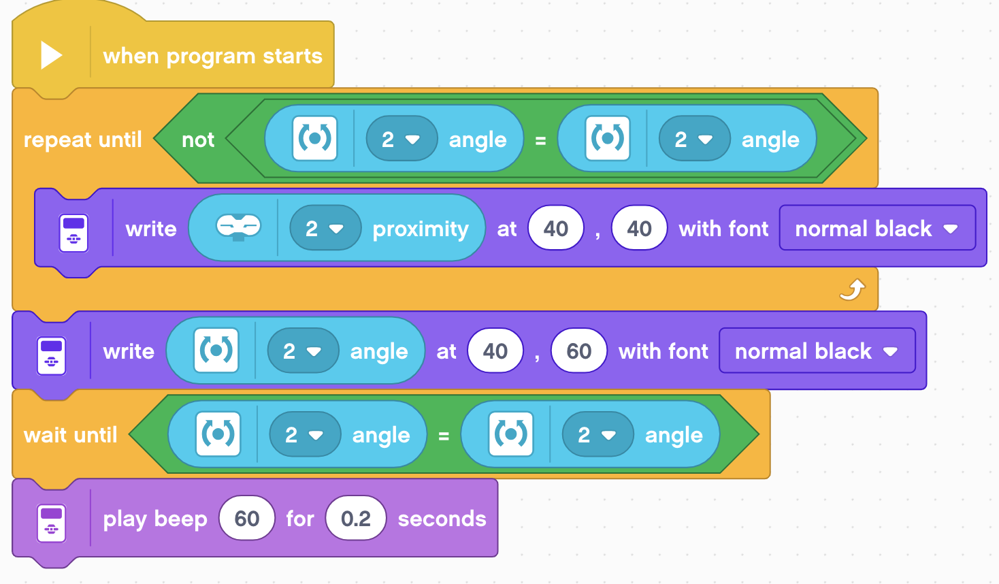 when program starts
repeat until not 2 angle = 2 angle
write 2 proximity at 40 , 40 with font normal black
write 2 angle at 40 , 60 with font normal black
wait until 2 angle = 2 angle
play beep 60 for 0.2 seconds